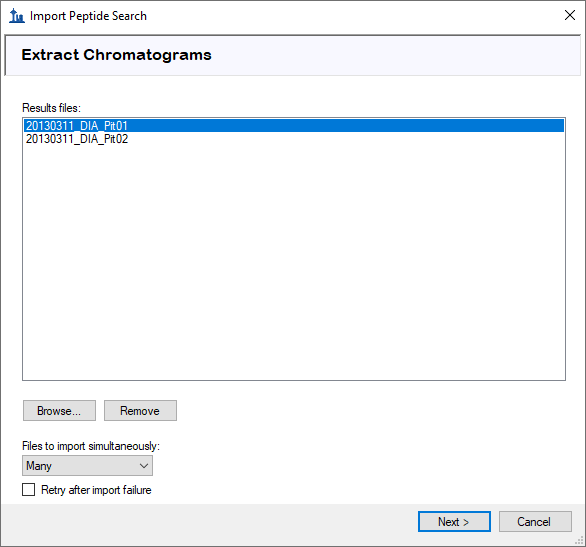 Import Peptide Search
Extract Chromatograms
Results files:
20130311_DIA_Pit01
20130311_DIA_Pit02
Browse... Remove
Files to import simultaneously:
Many
Retry after import failure
Next > Cancel